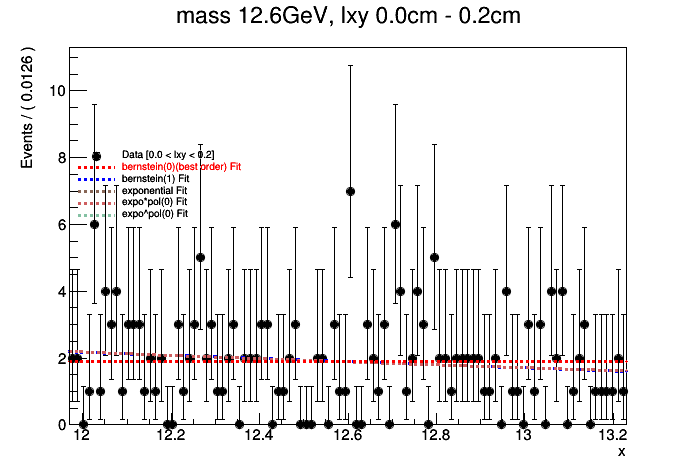 mass 12.6GeV, lxy 0.0cm - 0.2cm
Events / ( 0.0126 )
10
8
6
4
2
0
Data [0.0 < lxy < 0.2]
bernstein(0)(best order) Fit
bernstein(1) Fit
exponential Fit
expo*pol(0) Fit
expo^pol(0) Fit
12 12.2 12.4 12.6 12.8 13 13.2
x